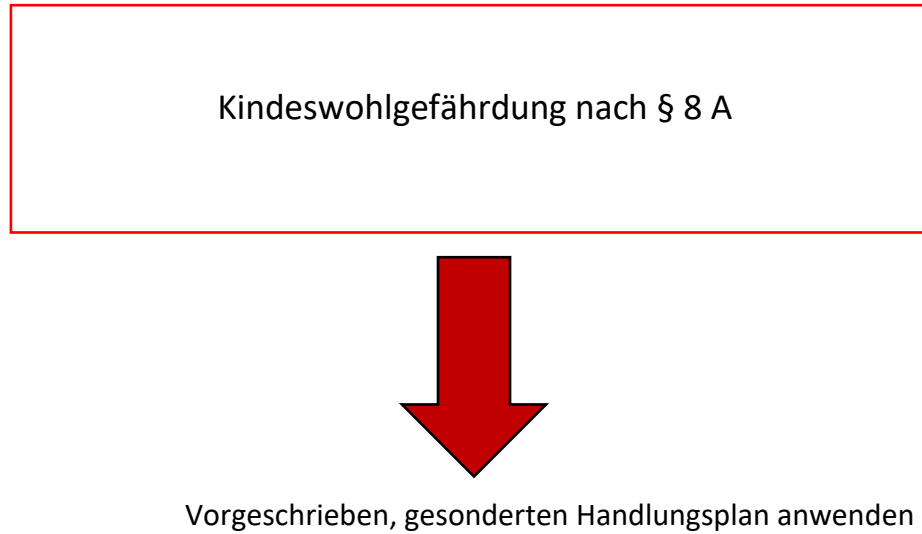 Kindeswohlgefährdung nach § 8 A
Vorgeschrieben, gesonderten Handlungsplan anwenden